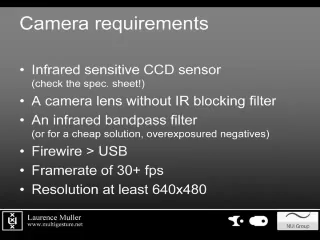 Camera requirements
• Infrared sensitive CCD sensor
(check the spec. sheet!)
• A camera lens without IR blocking filter
• An infrared bandpass filter
(or for a cheap solution, overexposed negatives)
• Firewire > USB
• Framerate of 30+ fps
• Resolution at least 640x480
Laurence Muller
www.multigesture.net
NUI Group